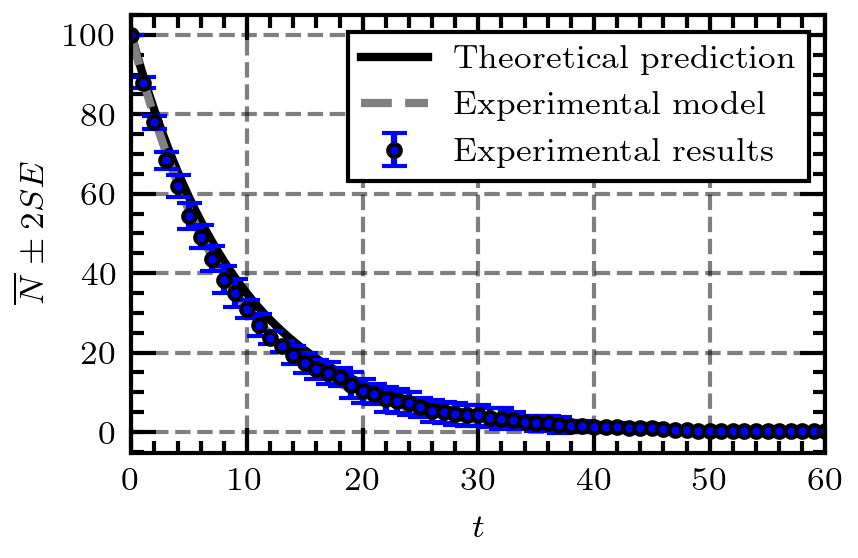 100
80
60
40
20
0
N̅ ± 2SE
Theoretical prediction
Experimental model
Experimental results
0 10 20 30 40 50 60
t